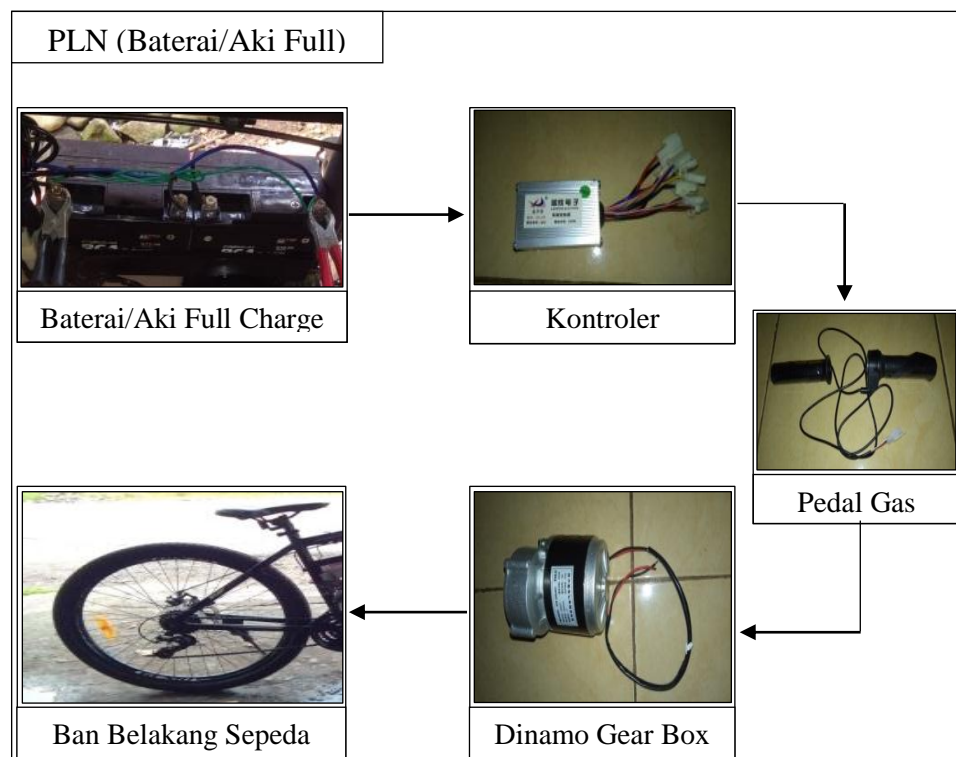 PLN (Baterai/Aki Full)
Baterai/Aki Full Charge
Kontroler
Pedal Gas
Ban Belakang Sepeda
Dinamo Gear Box